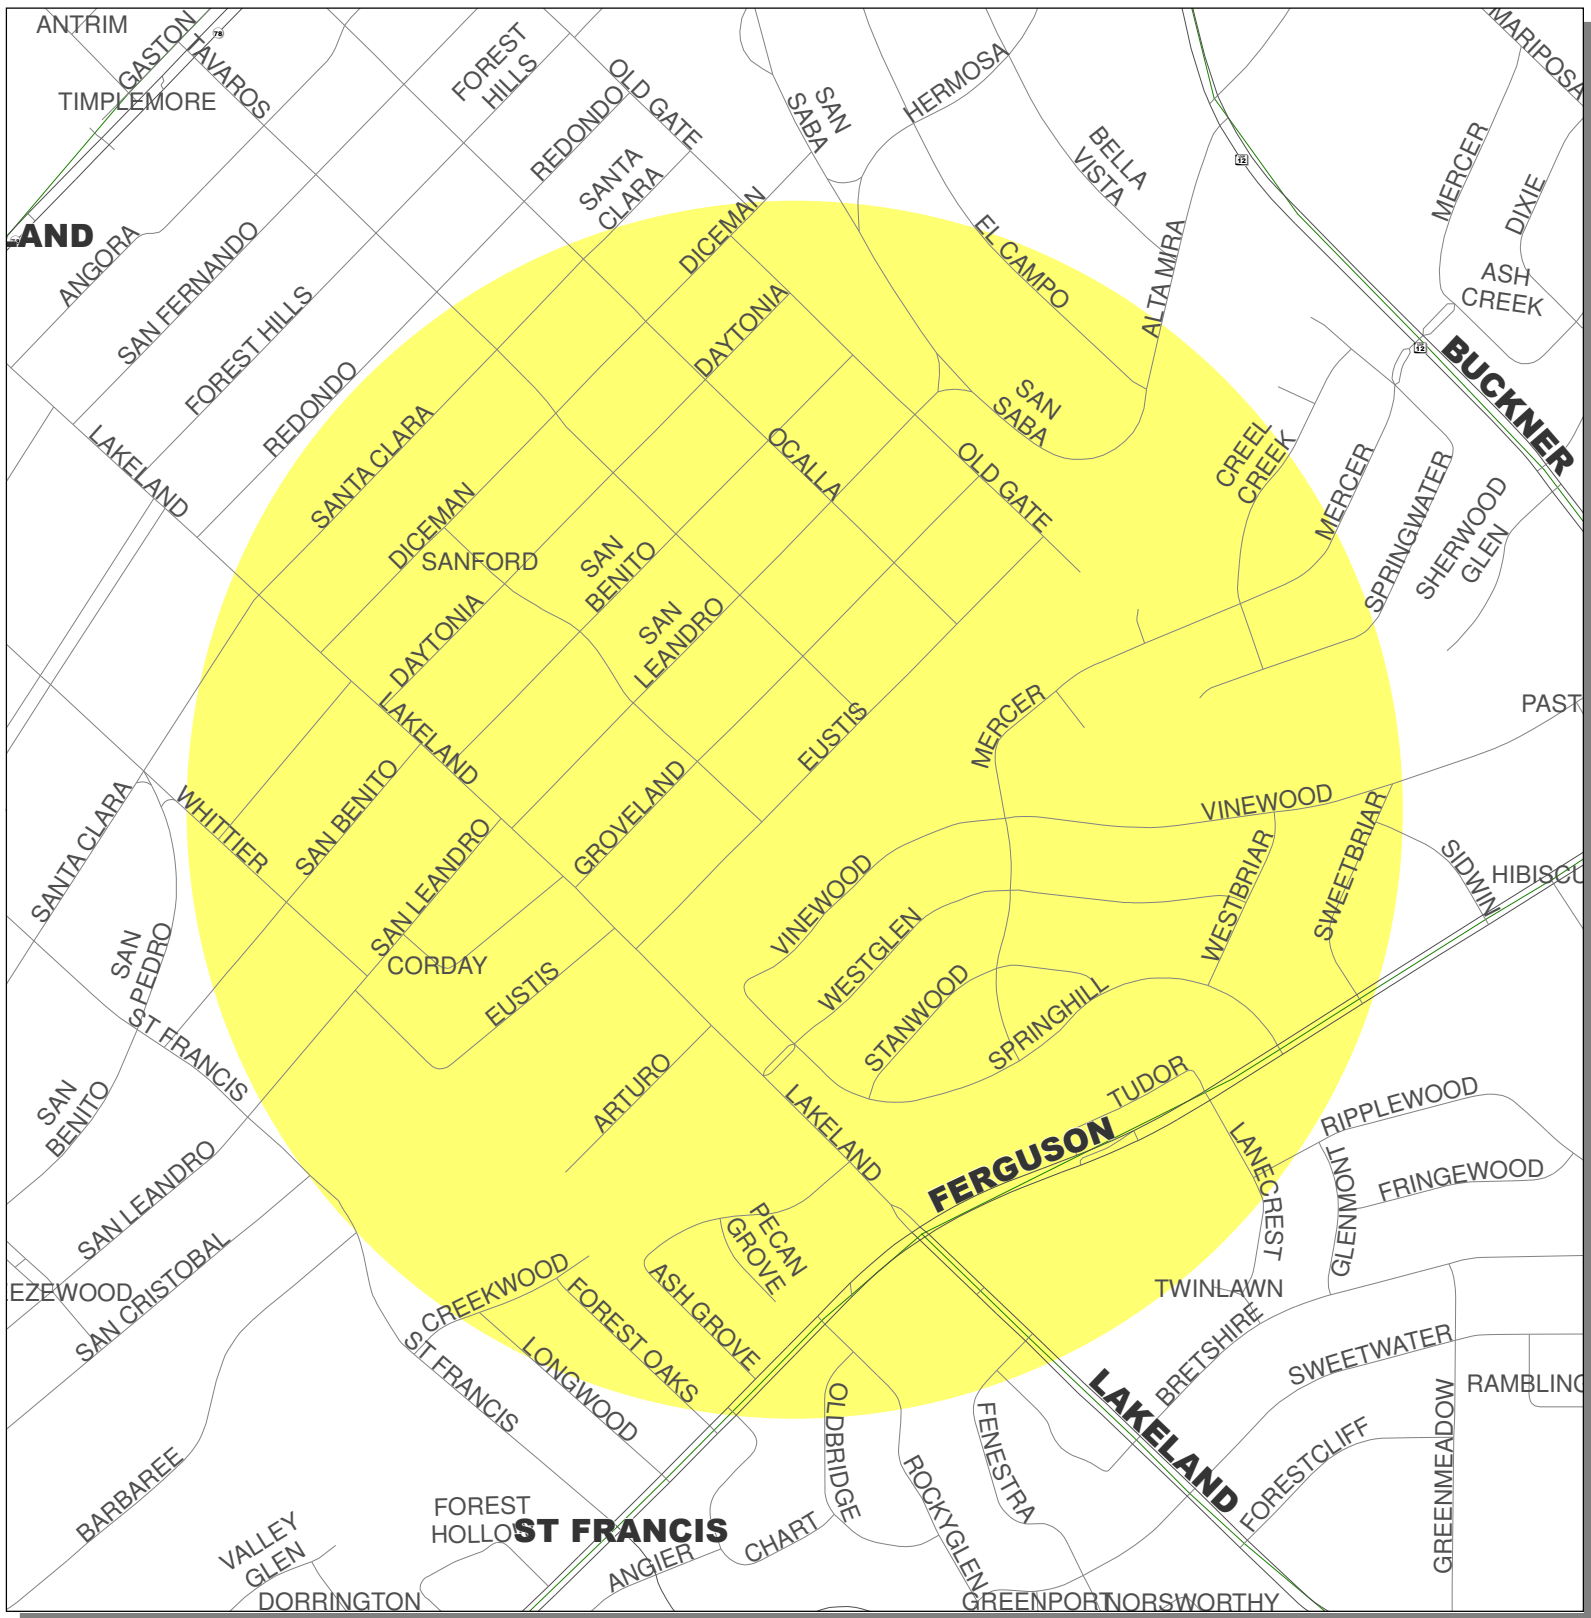 ANTRIM
GASTON
78
TAVAROS
TIMPLEMORE
FOREST
HILLS
REDONDO
OLD GATE
SANTA
CLARA
SAN
SABA
HERMOSA
BELLA
VISTA
12
MARIPOSA
MERCER
DIXIE
ASH
CREEK
LAND
ANGORA
SAN FERNANDO
FOREST HILLS
REDONDO
DICEMAN
DAYTONIA
EL CAMPO
ALTA MIRA
12
BUCKNER
LAKELAND
SANTA CLARA
DICEMAN
SANFORD
DAYTONIA
OCALLA
SAN
SABA
OLD GATE
CREEL
CREEK
MERCER
SPRINGWATER
SHERWOOD
GLEN
SAN
BENITO
SAN
LEANDRO
LAKELAND
EUSTIS
MERCER
PAST
SANTA CLARA
WHITTIER
SAN BENITO
SAN LEANDRO
GROVELAND
VINEWOOD
VINEWOOD
WESTBRIAR
SWEETBRIAR
SIDWIN
HIBISCU
SAN
PEDRO
CORDAY
EUSTIS
WESTGLEN
STANWOOD
SPRINGHILL
ST FRANCIS
SAN
BENITO
ARTURO
LAKELAND
TUDOR
FERGUSON
LANECREST
RIPPLEWOOD
GLENMONT
FRINGEWOOD
SAN LEANDRO
SAN CRISTOBAL
EZEWOOD
PECAN
GROVE
ASH GROVE
CREEKWOOD
FOREST OAKS
LONGWOOD
ST FRANCIS
TWINLAWN
BRETSHIRE
SWEETWATER
RAMBLING
LAKELAND
OLDBRIDGE
FENESTRA
ROCKYGLEN
FORESTCLIFF
GREENMEADOW
BARBAREE
VALLEY
GLEN
FOREST
HOLLOW
ST FRANCIS
ANGIER
CHART
DORRINGTON
GREENPORT
NORSWORTHY